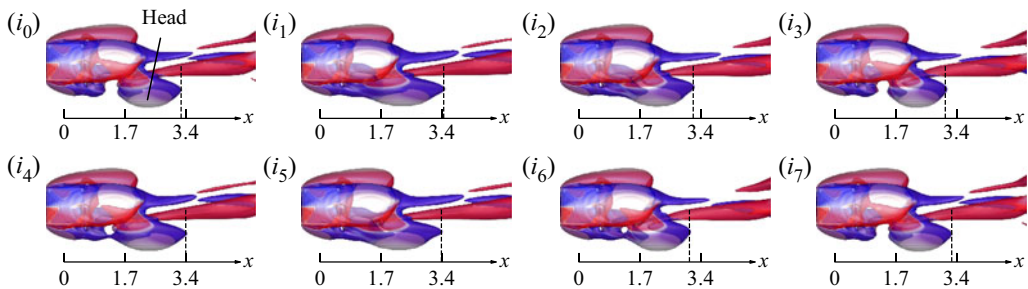 (i0) Head (i1) (i2) (i3)
x x x x
0 1.7 3.4 0 1.7 3.4 0 1.7 3.4 0 1.7 3.4
(i4) (i5) (i6) (i7)
x x x x
0 1.7 3.4 0 1.7 3.4 0 1.7 3.4 0 1.7 3.4